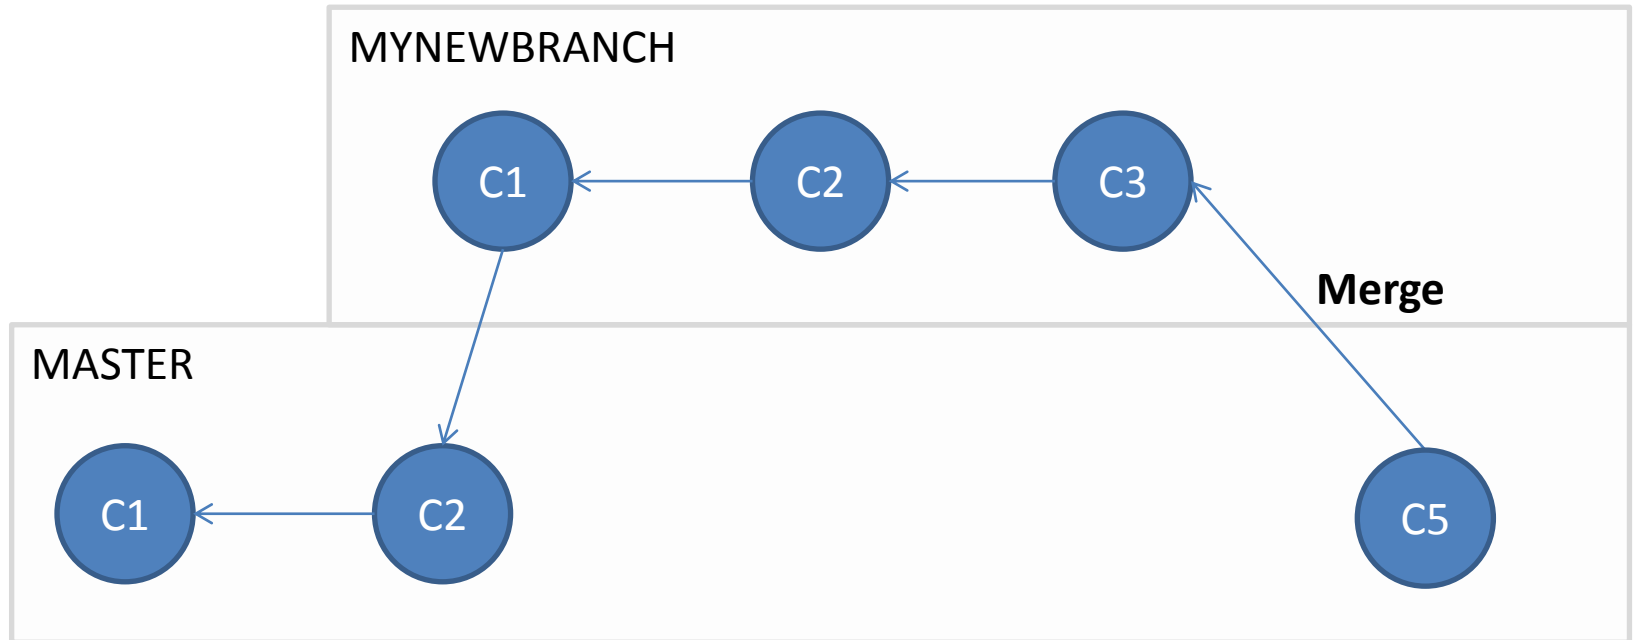 MYNEWBRANCH
C1
C2
C3
Merge
MASTER
C1
C2
C5